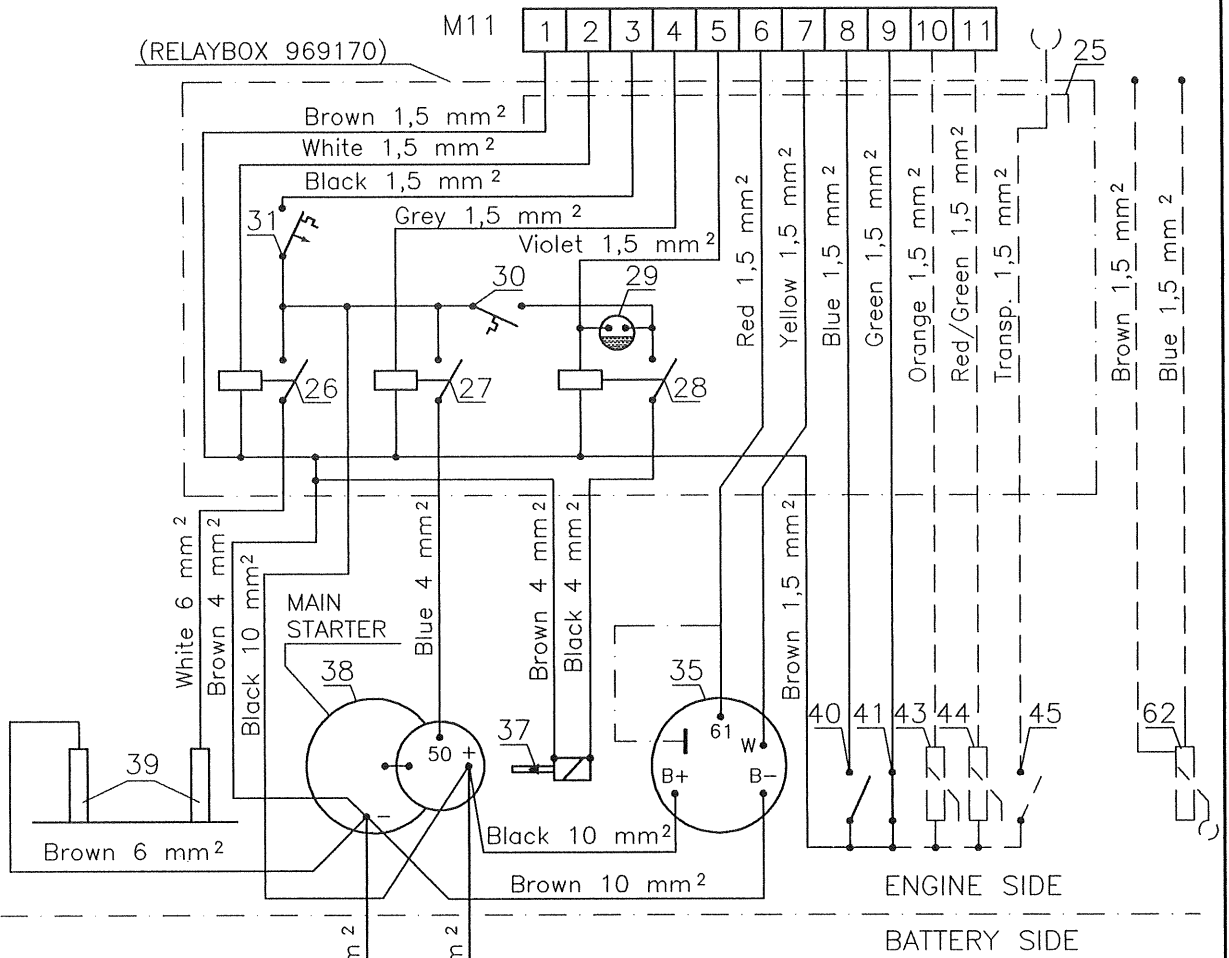 M11 1 2 3 4 5 6 7 8 9 10 11
(RELAYBOX 969170)
25
Brown 1,5 mm²
White 1,5 mm²
Black 1,5 mm²
31
Grey 1,5 mm²
Violet 1,5 mm²
30
29
Red 1,5 mm²
Yellow 1,5 mm²
Blue 1,5 mm²
Green 1,5 mm²
Orange 1,5 mm²
Red/Green 1,5 mm²
Transp. 1,5 mm²
Brown 1,5 mm²
Blue 1,5 mm²
26
27
28
White 6 mm²
Brown 4 mm²
Black 10 mm²
MAIN
STARTER
Blue 4 mm²
Brown 4 mm²
Black 4 mm²
Brown 1,5 mm²
38
35
37
39
50 +
-
61
W
B+ B-
40 41 43 44 45 62
Black 10 mm²
Brown 6 mm²
Brown 10 mm²
ENGINE SIDE
BATTERY SIDE
m²
m²